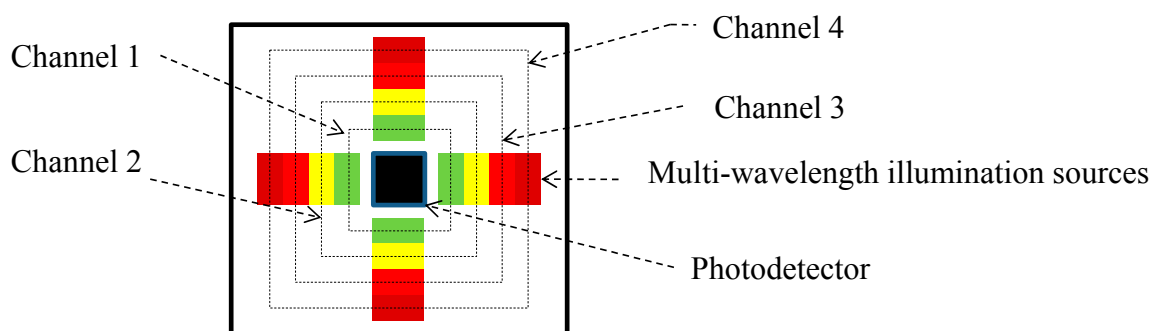 Channel 4
Channel 1
Channel 3
Channel 2
Multi-wavelength illumination sources
Photodetector